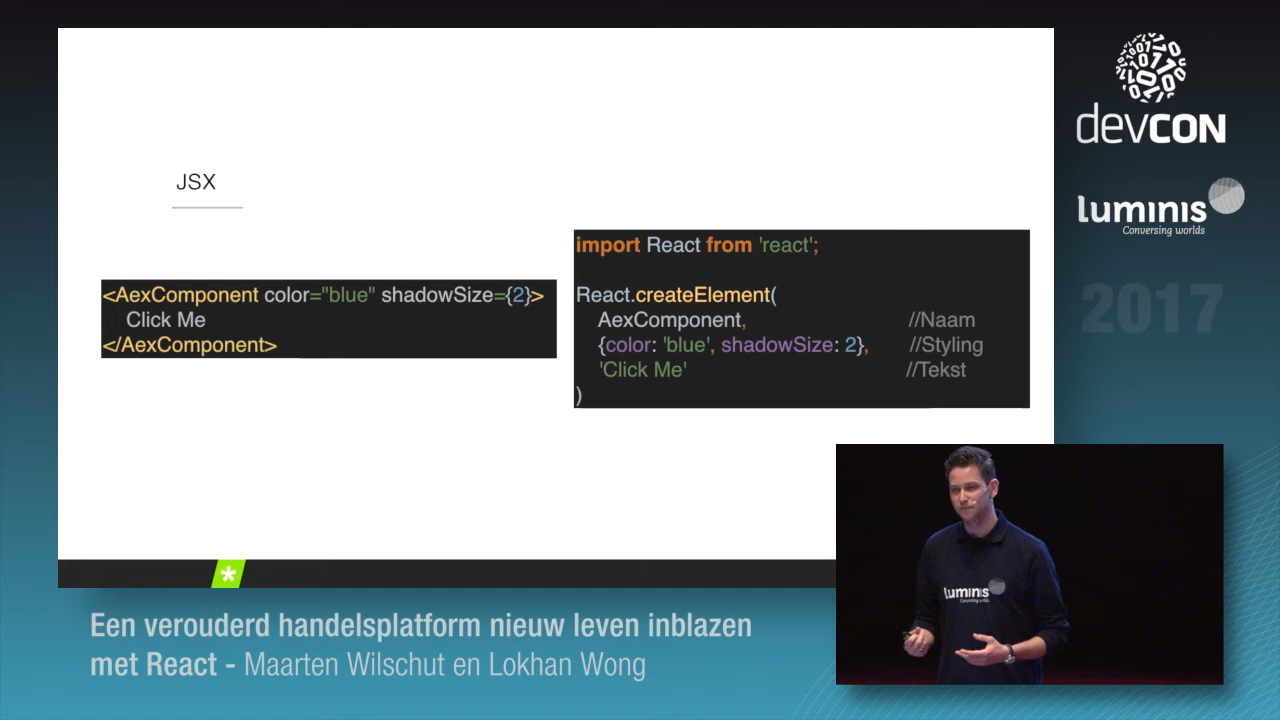 JSX
<AexComponent color="blue" shadowSize={2}>
Click Me
</AexComponent>
import React from 'react';
React.createElement(
AexComponent, //Naam
{color: 'blue', shadowSize: 2}, //Styling
'Click Me' //Tekst
)
*
devCON
luminis
Conversing worlds
2017
luminis
Conversing worlds
Een verouderd handelsplatform nieuw leven inblazen
met React - Maarten Wilschut en Lokhan Wong